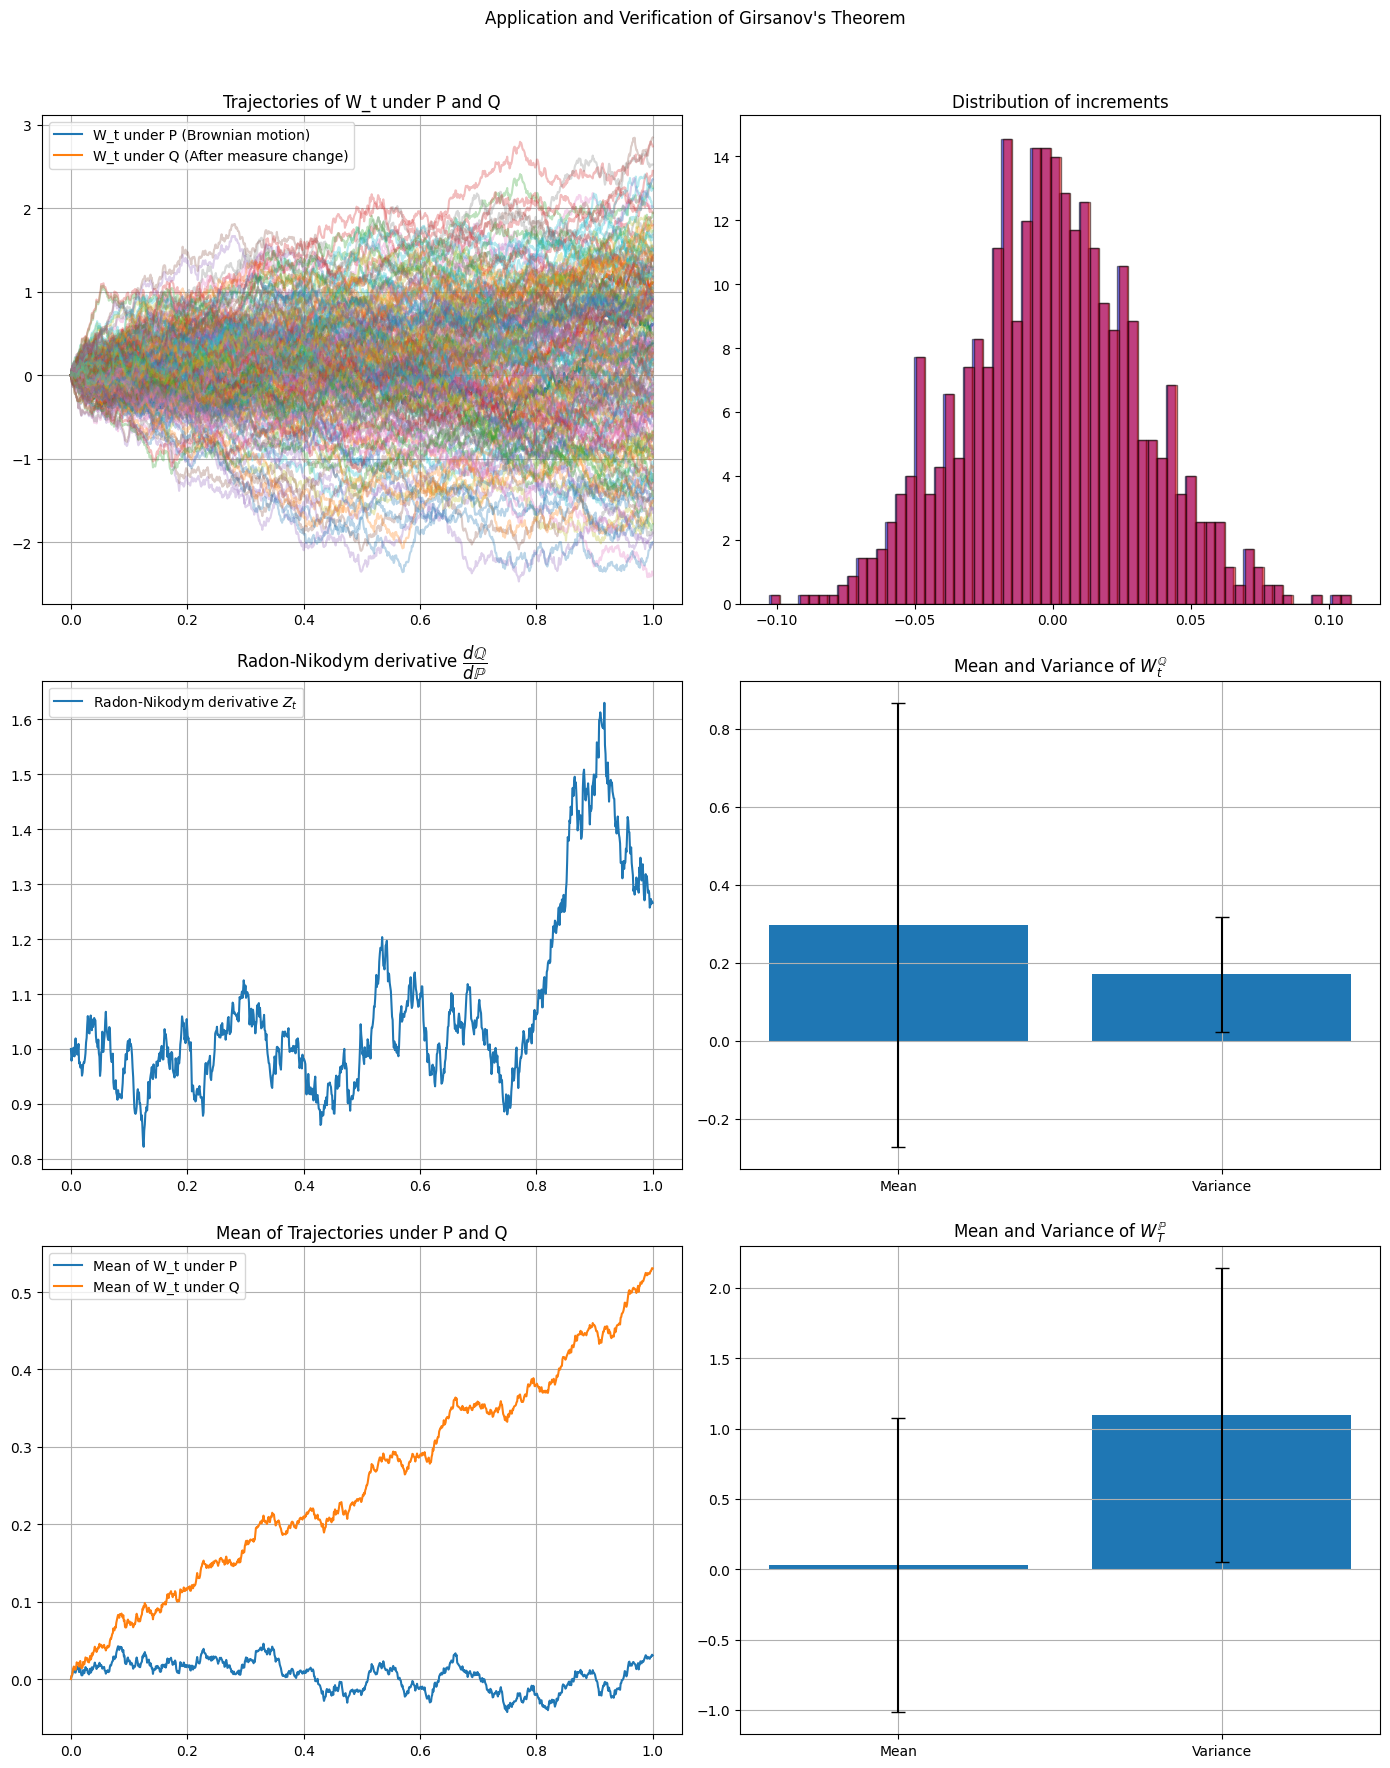 Application and Verification of Girsanov's Theorem
Trajectories of W_t under P and Q
W_t under P (Brownian motion)
W_t under Q (After measure change)
3
2
1
0
−1
−2
0.0 0.2 0.4 0.6 0.8 1.0
Distribution of increments
14
12
10
8
6
4
2
0
−0.10 −0.05 0.00 0.05 0.10
Radon-Nikodym derivative dℚ/dℙ
Radon-Nikodym derivative Z_t
1.6
1.5
1.4
1.3
1.2
1.1
1.0
0.9
0.8
0.0 0.2 0.4 0.6 0.8 1.0
Mean and Variance of W_t^ℚ
0.8
0.6
0.4
0.2
0.0
−0.2
Mean Variance
Mean of Trajectories under P and Q
Mean of W_t under P
Mean of W_t under Q
0.5
0.4
0.3
0.2
0.1
0.0
0.0 0.2 0.4 0.6 0.8 1.0
Mean and Variance of W_T^ℙ
2.0
1.5
1.0
0.5
0.0
−0.5
−1.0
Mean Variance